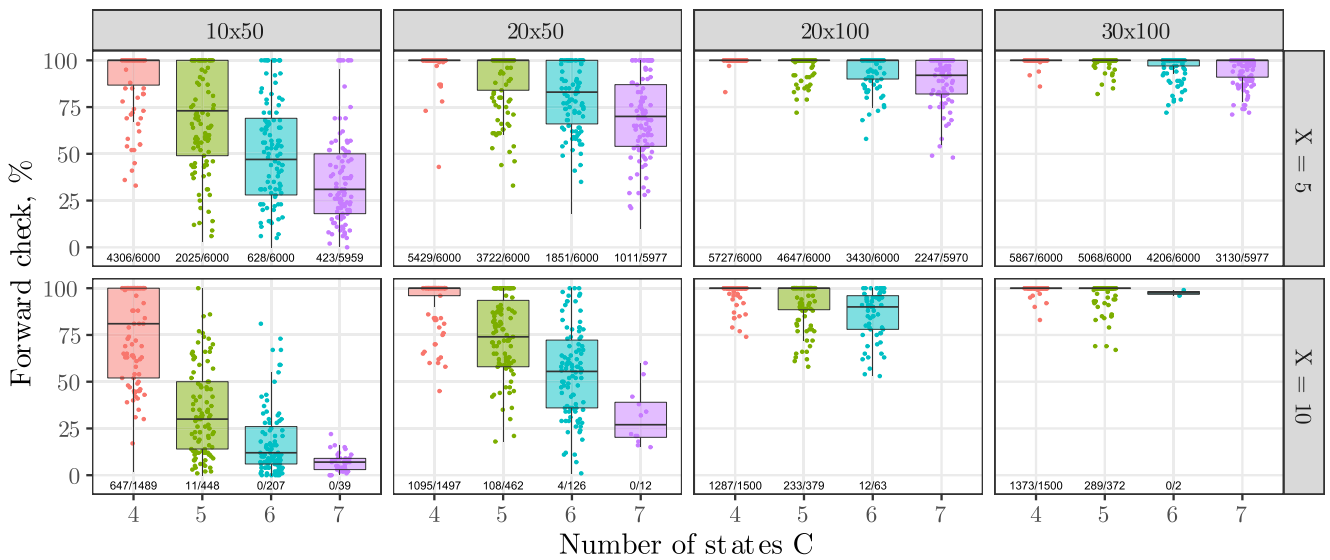 10x50 20x50 20x100 30x100
Forward check, %
100
75
50
25
0
4306/6000 2025/6000 628/6000 423/5959
5429/6000 3722/6000 1851/6000 1011/5977
5727/6000 4647/6000 3430/6000 2247/5970
5867/6000 5068/6000 4206/6000 3130/5977
X = 5
100
75
50
25
0
647/1489 11/448 0/207 0/39
1095/1497 108/462 4/126 0/12
1287/1500 233/379 12/63
1373/1500 289/372 0/2
X = 10
4 5 6 7
4 5 6 7
4 5 6 7
4 5 6 7
Number of states C